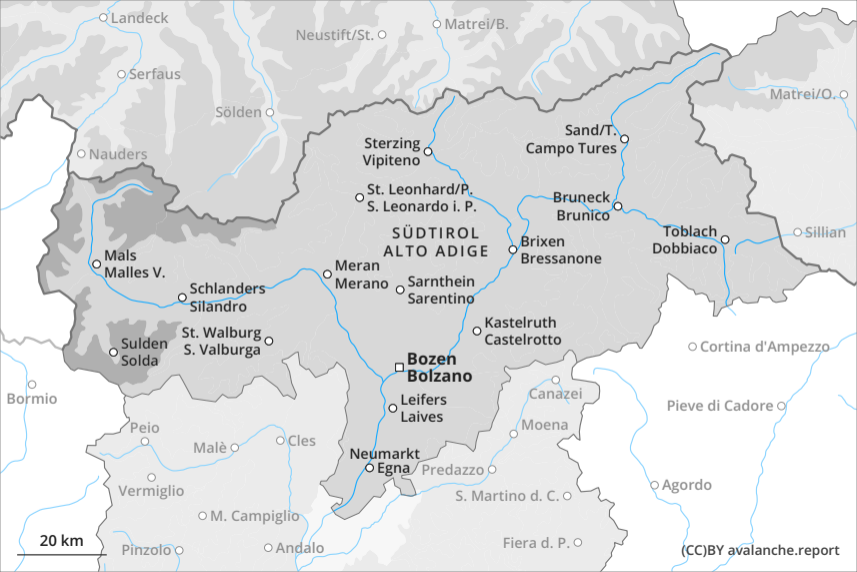 Landeck
Matrei/B.
Neustift/St.
Serfaus
Matrei/O.
Sölden
Sand/T.
Campo Tures
Sterzing
Vipiteno
Nauders
St. Leonhard/P.
S. Leonardo i. P.
Bruneck
Brunico
SÜDTIROL
ALTO ADIGE
Toblach
Dobbiaco
Sillian
Brixen
Bressanone
Mals
Malles V.
Meran
Merano
Sarnthein
Sarentino
Schlanders
Silandro
Kastelruth
Castelrotto
St. Walburg
S. Valburga
Sulden
Solda
Cortina d'Ampezzo
Bozen
Bolzano
Bormio
Canazei
Leifers
Laives
Pieve di Cadore
Peio
Moena
Malè
Cles
Neumarkt
Egna
Predazzo
Vermiglio
Agordo
S. Martino d. C.
M. Campiglio
20 km
Pinzolo
Andalo
Fiera d. P.
(CC)BY avalanche.report